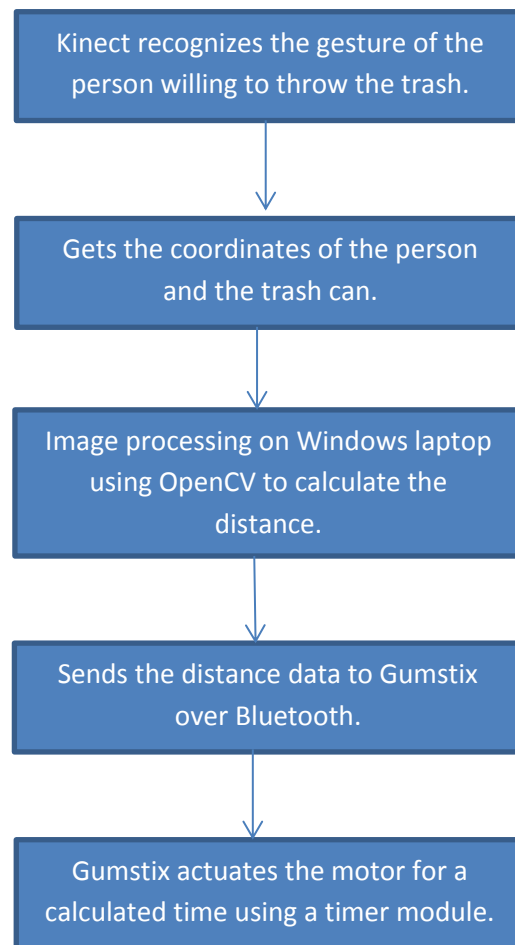 Kinect recognizes the gesture of the
person willing to throw the trash.
Gets the coordinates of the person
and the trash can.
Image processing on Windows laptop
using OpenCV to calculate the
distance.
Sends the distance data to Gumstix
over Bluetooth.
Gumstix actuates the motor for a
calculated time using a timer module.